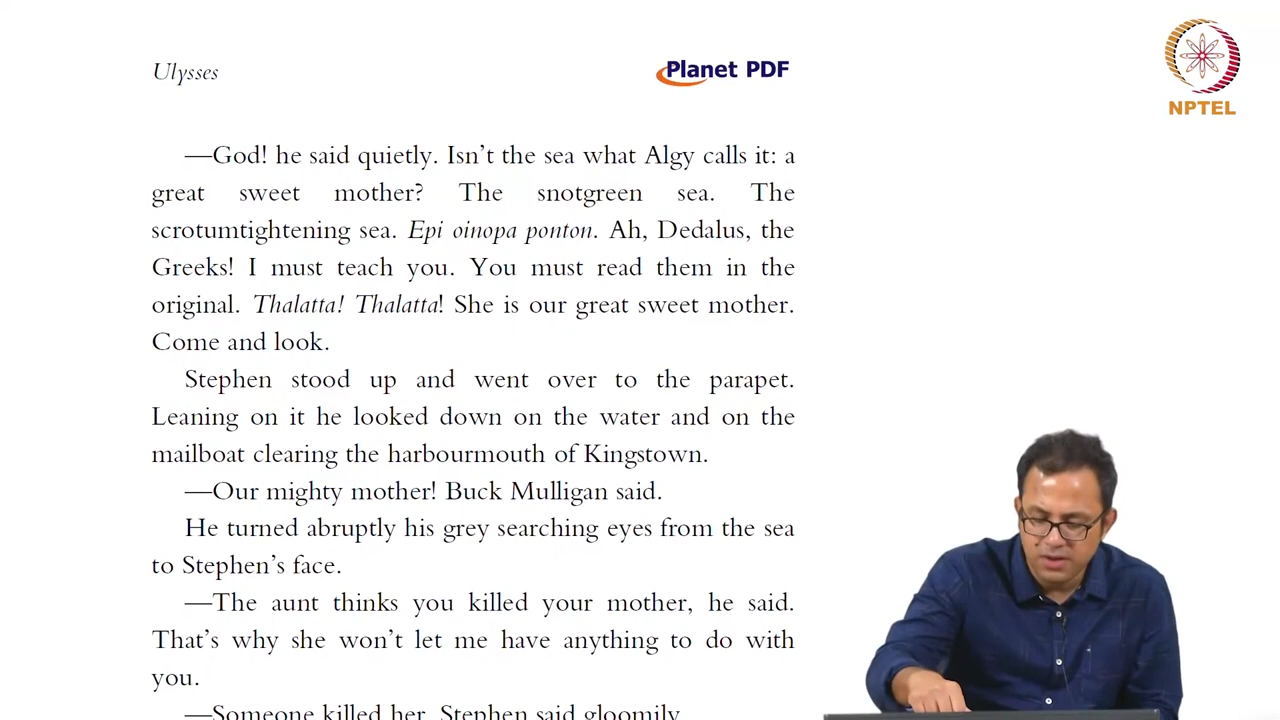 Ulysses
Planet PDF
NPTEL
—God! he said quietly. Isn't the sea what Algy calls it: a
great sweet mother? The snotgreen sea. The
scrotumtightening sea. Epi oinopa ponton. Ah, Dedalus, the
Greeks! I must teach you. You must read them in the
original. Thalatta! Thalatta! She is our great sweet mother.
Come and look.
Stephen stood up and went over to the parapet.
Leaning on it he looked down on the water and on the
mailboat clearing the harbourmouth of Kingstown.
—Our mighty mother! Buck Mulligan said.
He turned abruptly his grey searching eyes from the sea
to Stephen's face.
—The aunt thinks you killed your mother, he said.
That's why she won't let me have anything to do with
you.
—Someone killed her, Stephen said gloomily.